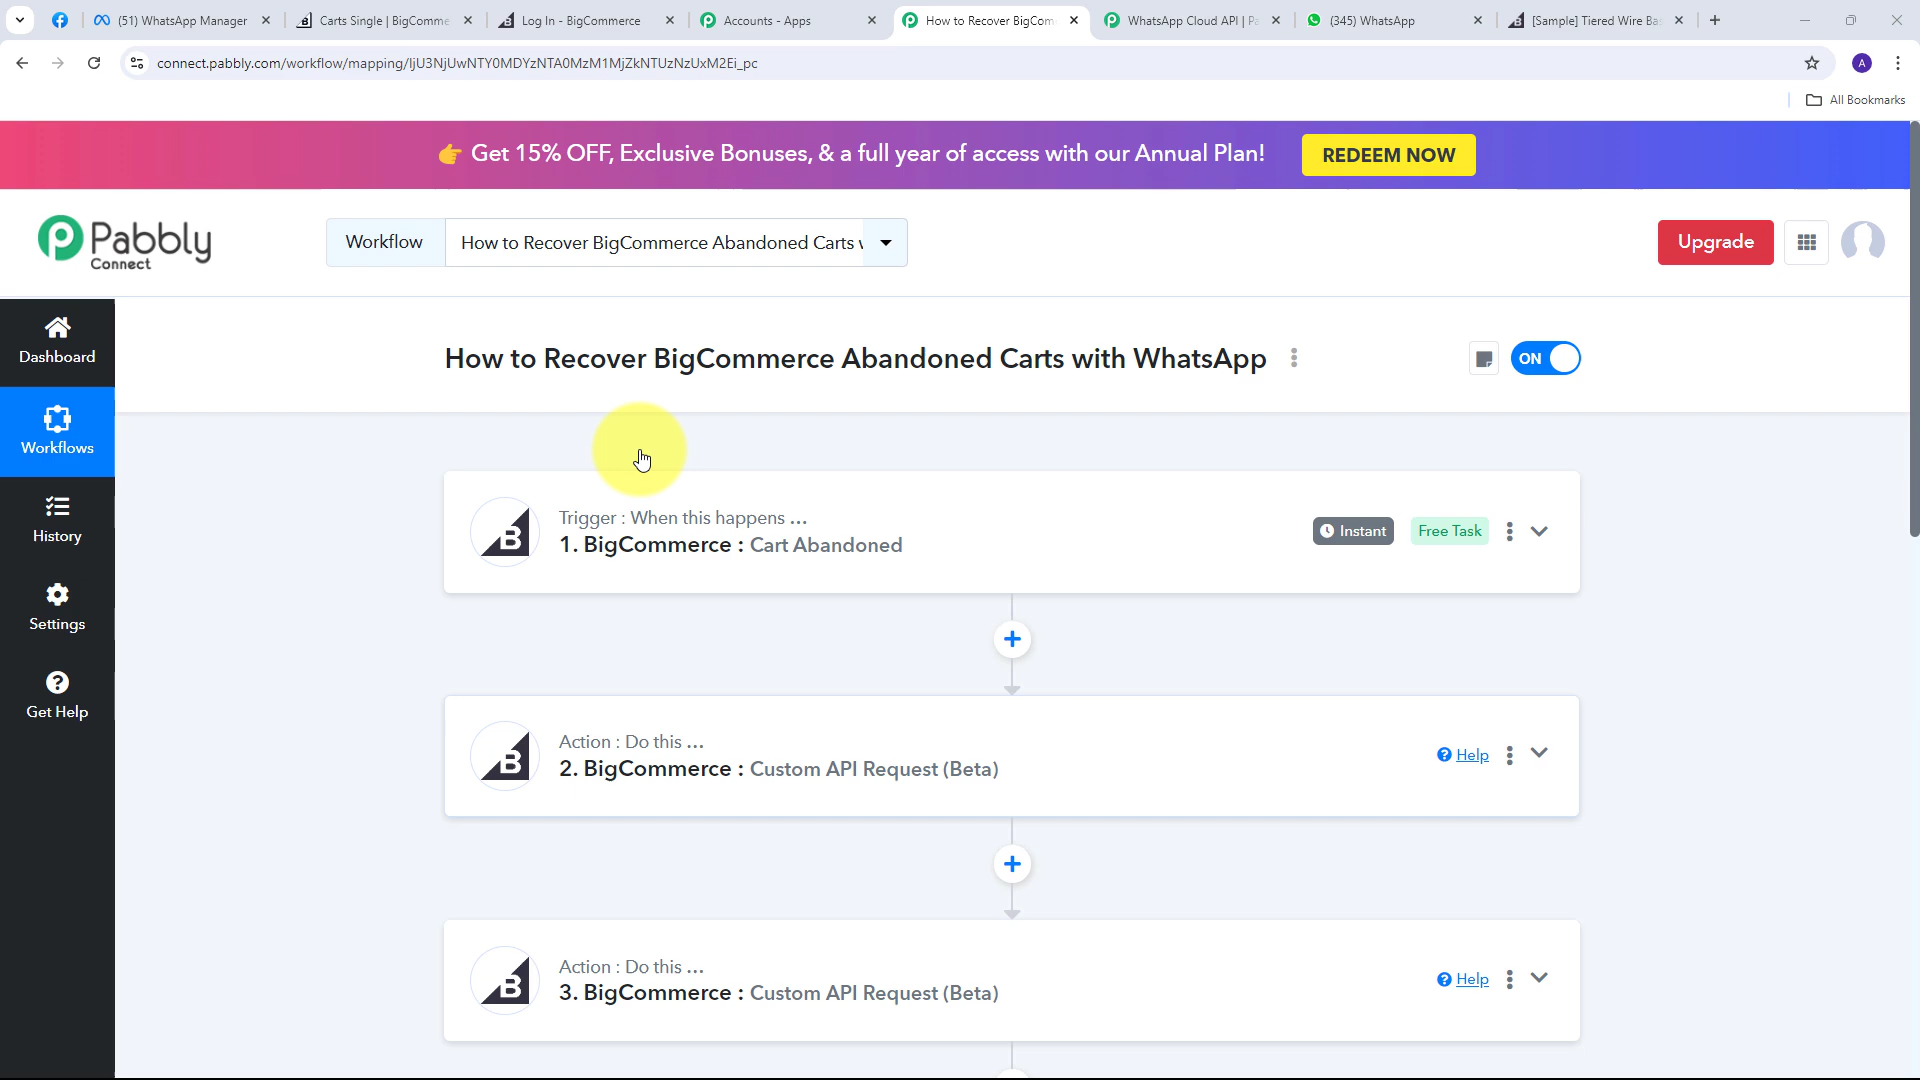 (51) WhatsApp Manager
Carts Single | BigComme
Log In - BigCommerce
Accounts - Apps
How to Recover BigCom
WhatsApp Cloud API | Pa
(345) WhatsApp
[Sample] Tiered Wire Ba
connect.pabbly.com/workflow/mapping/IjU3NjUwNTY0MDYzNTA0MzM1MjZkNTUzNzUxM2Ei_pc
A
All Bookmarks
Get 15% OFF, Exclusive Bonuses, & a full year of access with our Annual Plan!
REDEEM NOW
Pabbly
Connect
Workflow
How to Recover BigCommerce Abandoned Carts
Upgrade
Dashboard
Workflows
History
Settings
Get Help
How to Recover BigCommerce Abandoned Carts with WhatsApp
ON
Trigger : When this happens ...
1. BigCommerce : Cart Abandoned
Instant
Free Task
Action : Do this ...
2. BigCommerce : Custom API Request (Beta)
Help
Action : Do this ...
3. BigCommerce : Custom API Request (Beta)
Help